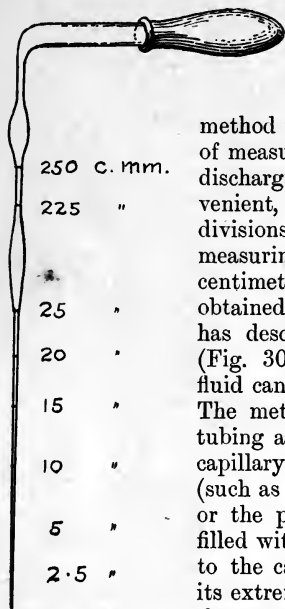 250 c.mm.
225 "
25 "
20 "
15 "
10 "
5 "
2.5 "
method
of measu
discharg
venient,
divisions
measurin
centimet
obtained
has desc
(Fig. 30
fluid can
The met
tubing a
capillary
(such as
or the p
filled wit
to the ca
its extre